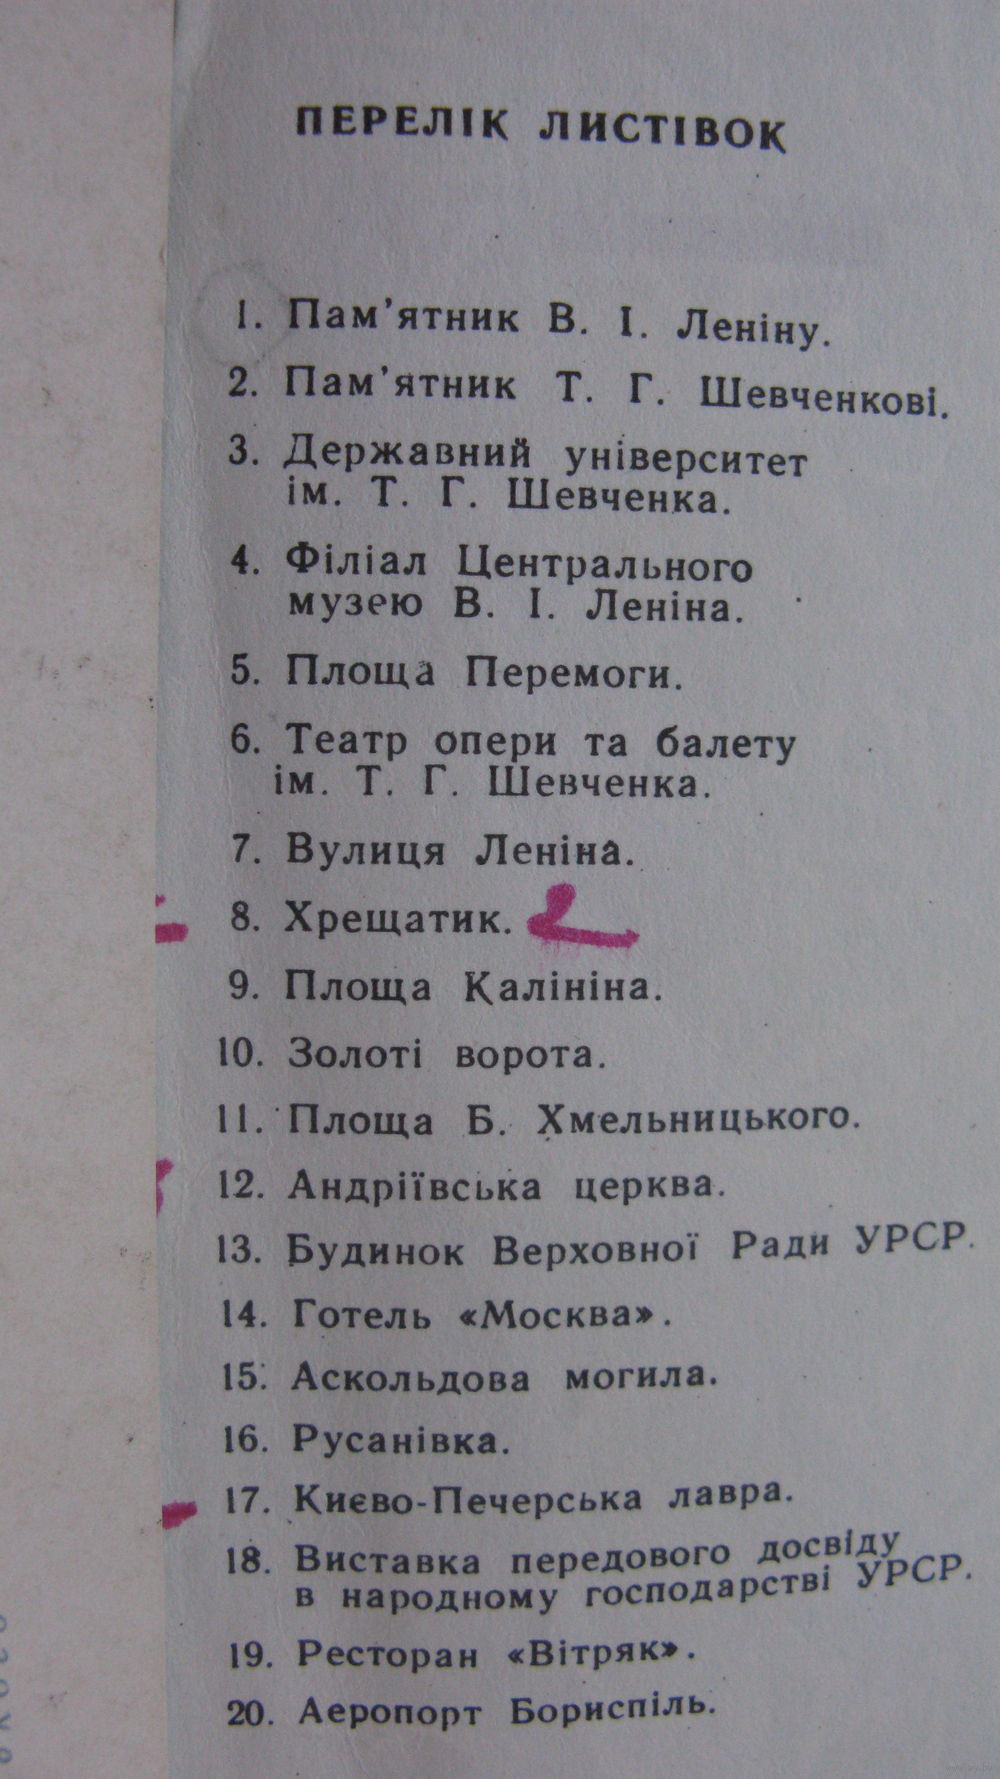 ПЕРЕЛІК ЛИСТІВОК
1. Пам'ятник В. І. Леніну.
2. Пам'ятник Т. Г. Шевченкові.
3. Державний університет
ім. Т. Г. Шевченка.
4. Філіал Центрального
музею В. І. Леніна.
5. Площа Перемоги.
6. Театр опери та балету
ім. Т. Г. Шевченка.
7. Вулиця Леніна.
8. Хрещатик. 2
9. Площа Калініна.
10. Золоті ворота.
11. Площа Б. Хмельницького.
12. Андріївська церква.
13. Будинок Верховної Ради УРСР.
14. Готель «Москва».
15. Аскольдова могила.
16. Русанівка.
17. Києво-Печерська лавра.
18. Виставка передового досвіду
в народному господарстві УРСР.
19. Ресторан «Вітряк».
20. Аеропорт Бориспіль.